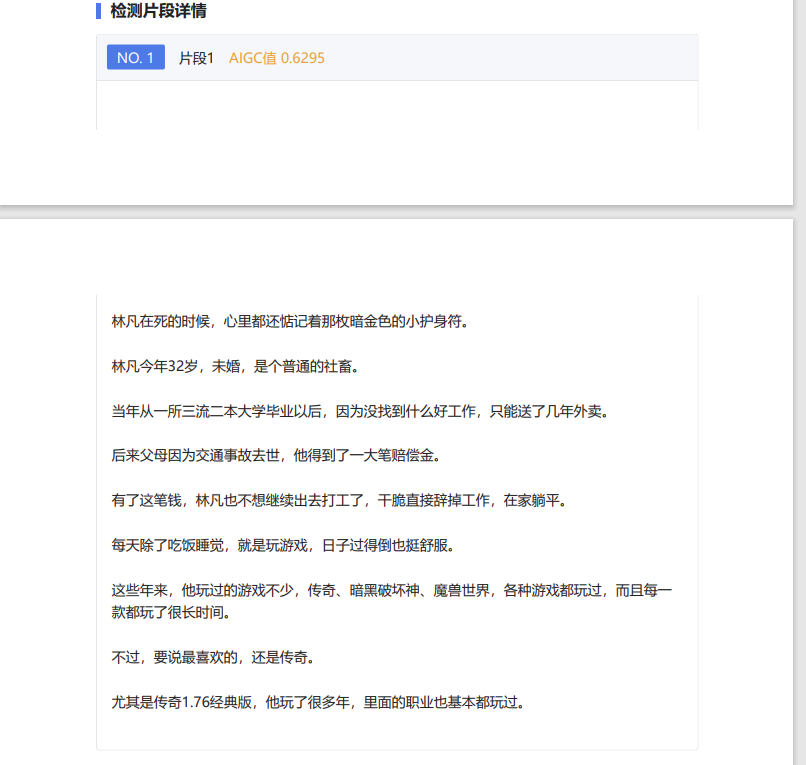 检测片段详情
NO. 1 片段1 AIGC值 0.6295
林凡在死的时候，心里都还惦记着那枚暗金色的小护身符。
林凡今年32岁，未婚，是个普通的社畜。
当年从一所三流二本大学毕业以后，因为没找到什么好工作，只能送了几年外卖。
后来父母因为交通事故去世，他得到了一大笔赔偿金。
有了这笔钱，林凡也不想继续出去打工了，干脆直接辞掉工作，在家躺平。
每天除了吃饭睡觉，就是玩游戏，日子过得倒也挺舒服。
这些年来，他玩过的游戏不少，传奇、暗黑破坏神、魔兽世界，各种游戏都玩过，而且每一
款都玩了很长时间。
不过，要说最喜欢的，还是传奇。
尤其是传奇1.76经典版，他玩了很多年，里面的职业也基本都玩过。